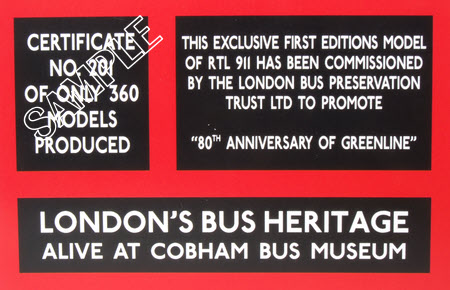 CERTIFICATE
NO. 201
OF ONLY 360
MODELS
PRODUCED
SAMPLE
THIS EXCLUSIVE FIRST EDITIONS MODEL
OF RTL 911 HAS BEEN COMMISSIONED
BY THE LONDON BUS PRESERVATION
TRUST LTD TO PROMOTE
"80TH ANNIVERSARY OF GREENLINE"
LONDON'S BUS HERITAGE
ALIVE AT COBHAM BUS MUSEUM